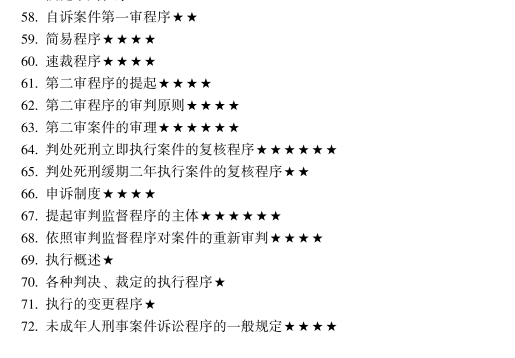 58. 自诉案件第一审程序★★
59. 简易程序★★★★
60. 速裁程序★★★★
61. 第二审程序的提起★★★★
62. 第二审程序的审判原则★★★★
63. 第二审案件的审理★★★★★★
64. 判处死刑立即执行案件的复核程序★★★★★★
65. 判处死刑缓期二年执行案件的复核程序★★
66. 申诉制度★★★★
67. 提起审判监督程序的主体★★★★★★
68. 依照审判监督程序对案件的重新审判★★★★
69. 执行概述★
70. 各种判决、裁定的执行程序★
71. 执行的变更程序★
72. 未成年人刑事案件诉讼程序的一般规定★★★★